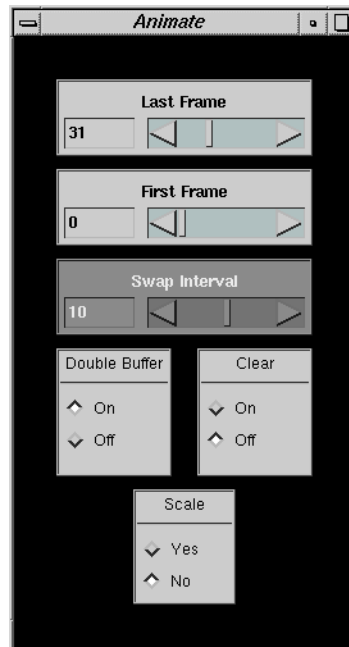 Animate
Last Frame
31
First Frame
0
Swap Interval
10
Double Buffer
On
Off
Clear
On
Off
Scale
Yes
No